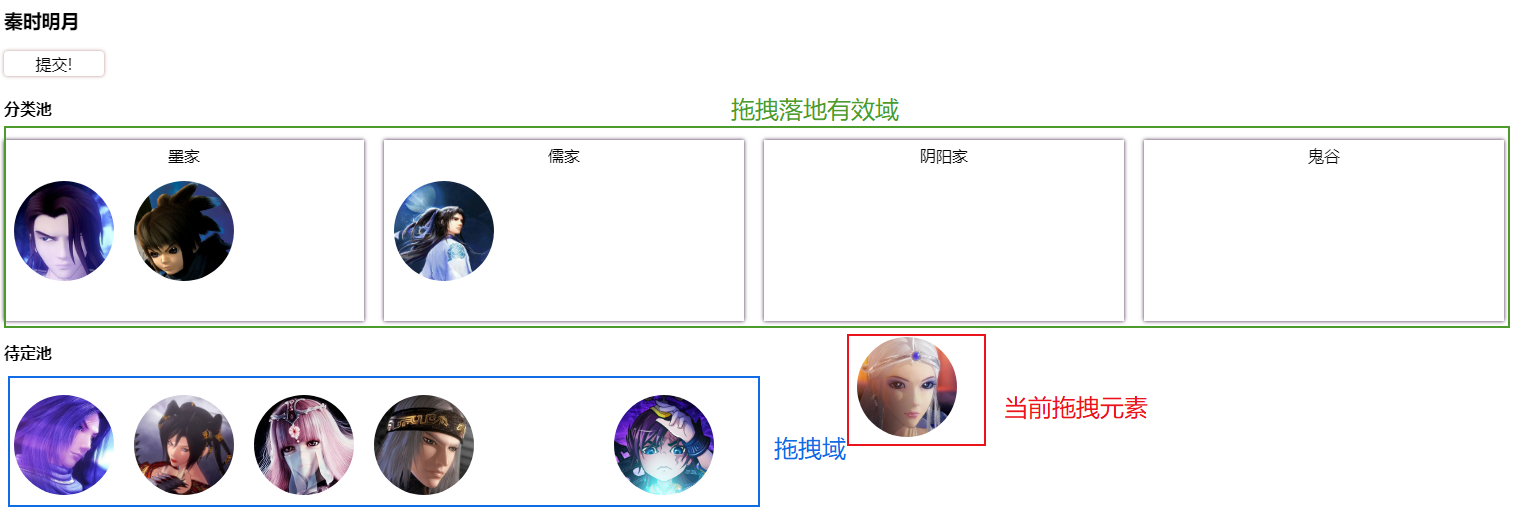 秦时明月
提交!
分类池
拖拽落地有效域
墨家
儒家
阴阳家
鬼谷
待定池
当前拖拽元素
拖拽域